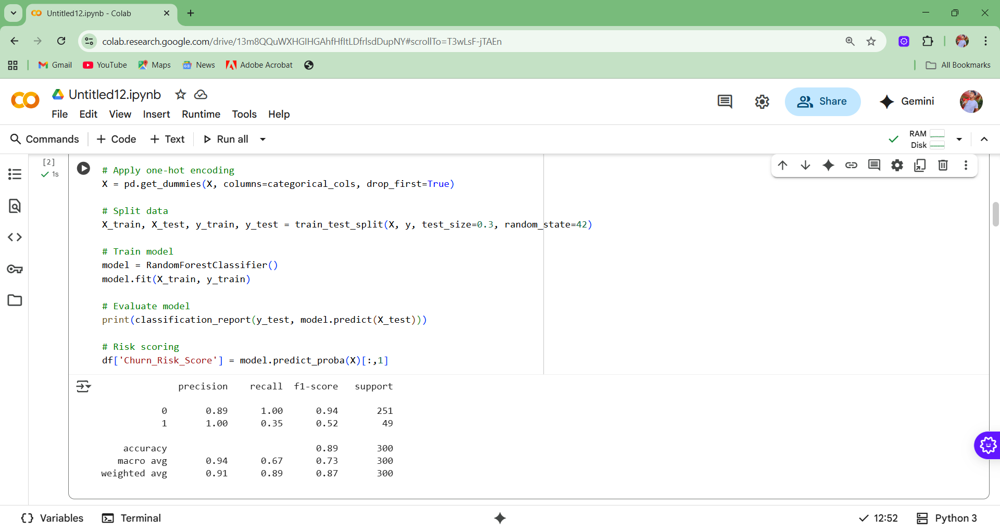 Untitled12.ipynb - Colab
colab.research.google.com/drive/13m8QQuWXHGIHGAhfHfItLDfrlsdDupNY#scrollTo=T3wLsF-jTAEn
Gmail YouTube Maps News Adobe Acrobat All Bookmarks
Untitled12.ipynb
File Edit View Insert Runtime Tools Help
Share Gemini
Commands + Code + Text Run all
RAM
Disk
[2]
1s
# Apply one-hot encoding
X = pd.get_dummies(X, columns=categorical_cols, drop_first=True)
# Split data
X_train, X_test, y_train, y_test = train_test_split(X, y, test_size=0.3, random_state=42)
# Train model
model = RandomForestClassifier()
model.fit(X_train, y_train)
# Evaluate model
print(classification_report(y_test, model.predict(X_test)))
# Risk scoring
df['Churn_Risk_Score'] = model.predict_proba(X)[:,1]
precision recall f1-score support
0 0.89 1.00 0.94 251
1 1.00 0.35 0.52 49
accuracy 0.89 300
macro avg 0.94 0.67 0.73 300
weighted avg 0.91 0.89 0.87 300
Variables Terminal 12:52 Python 3